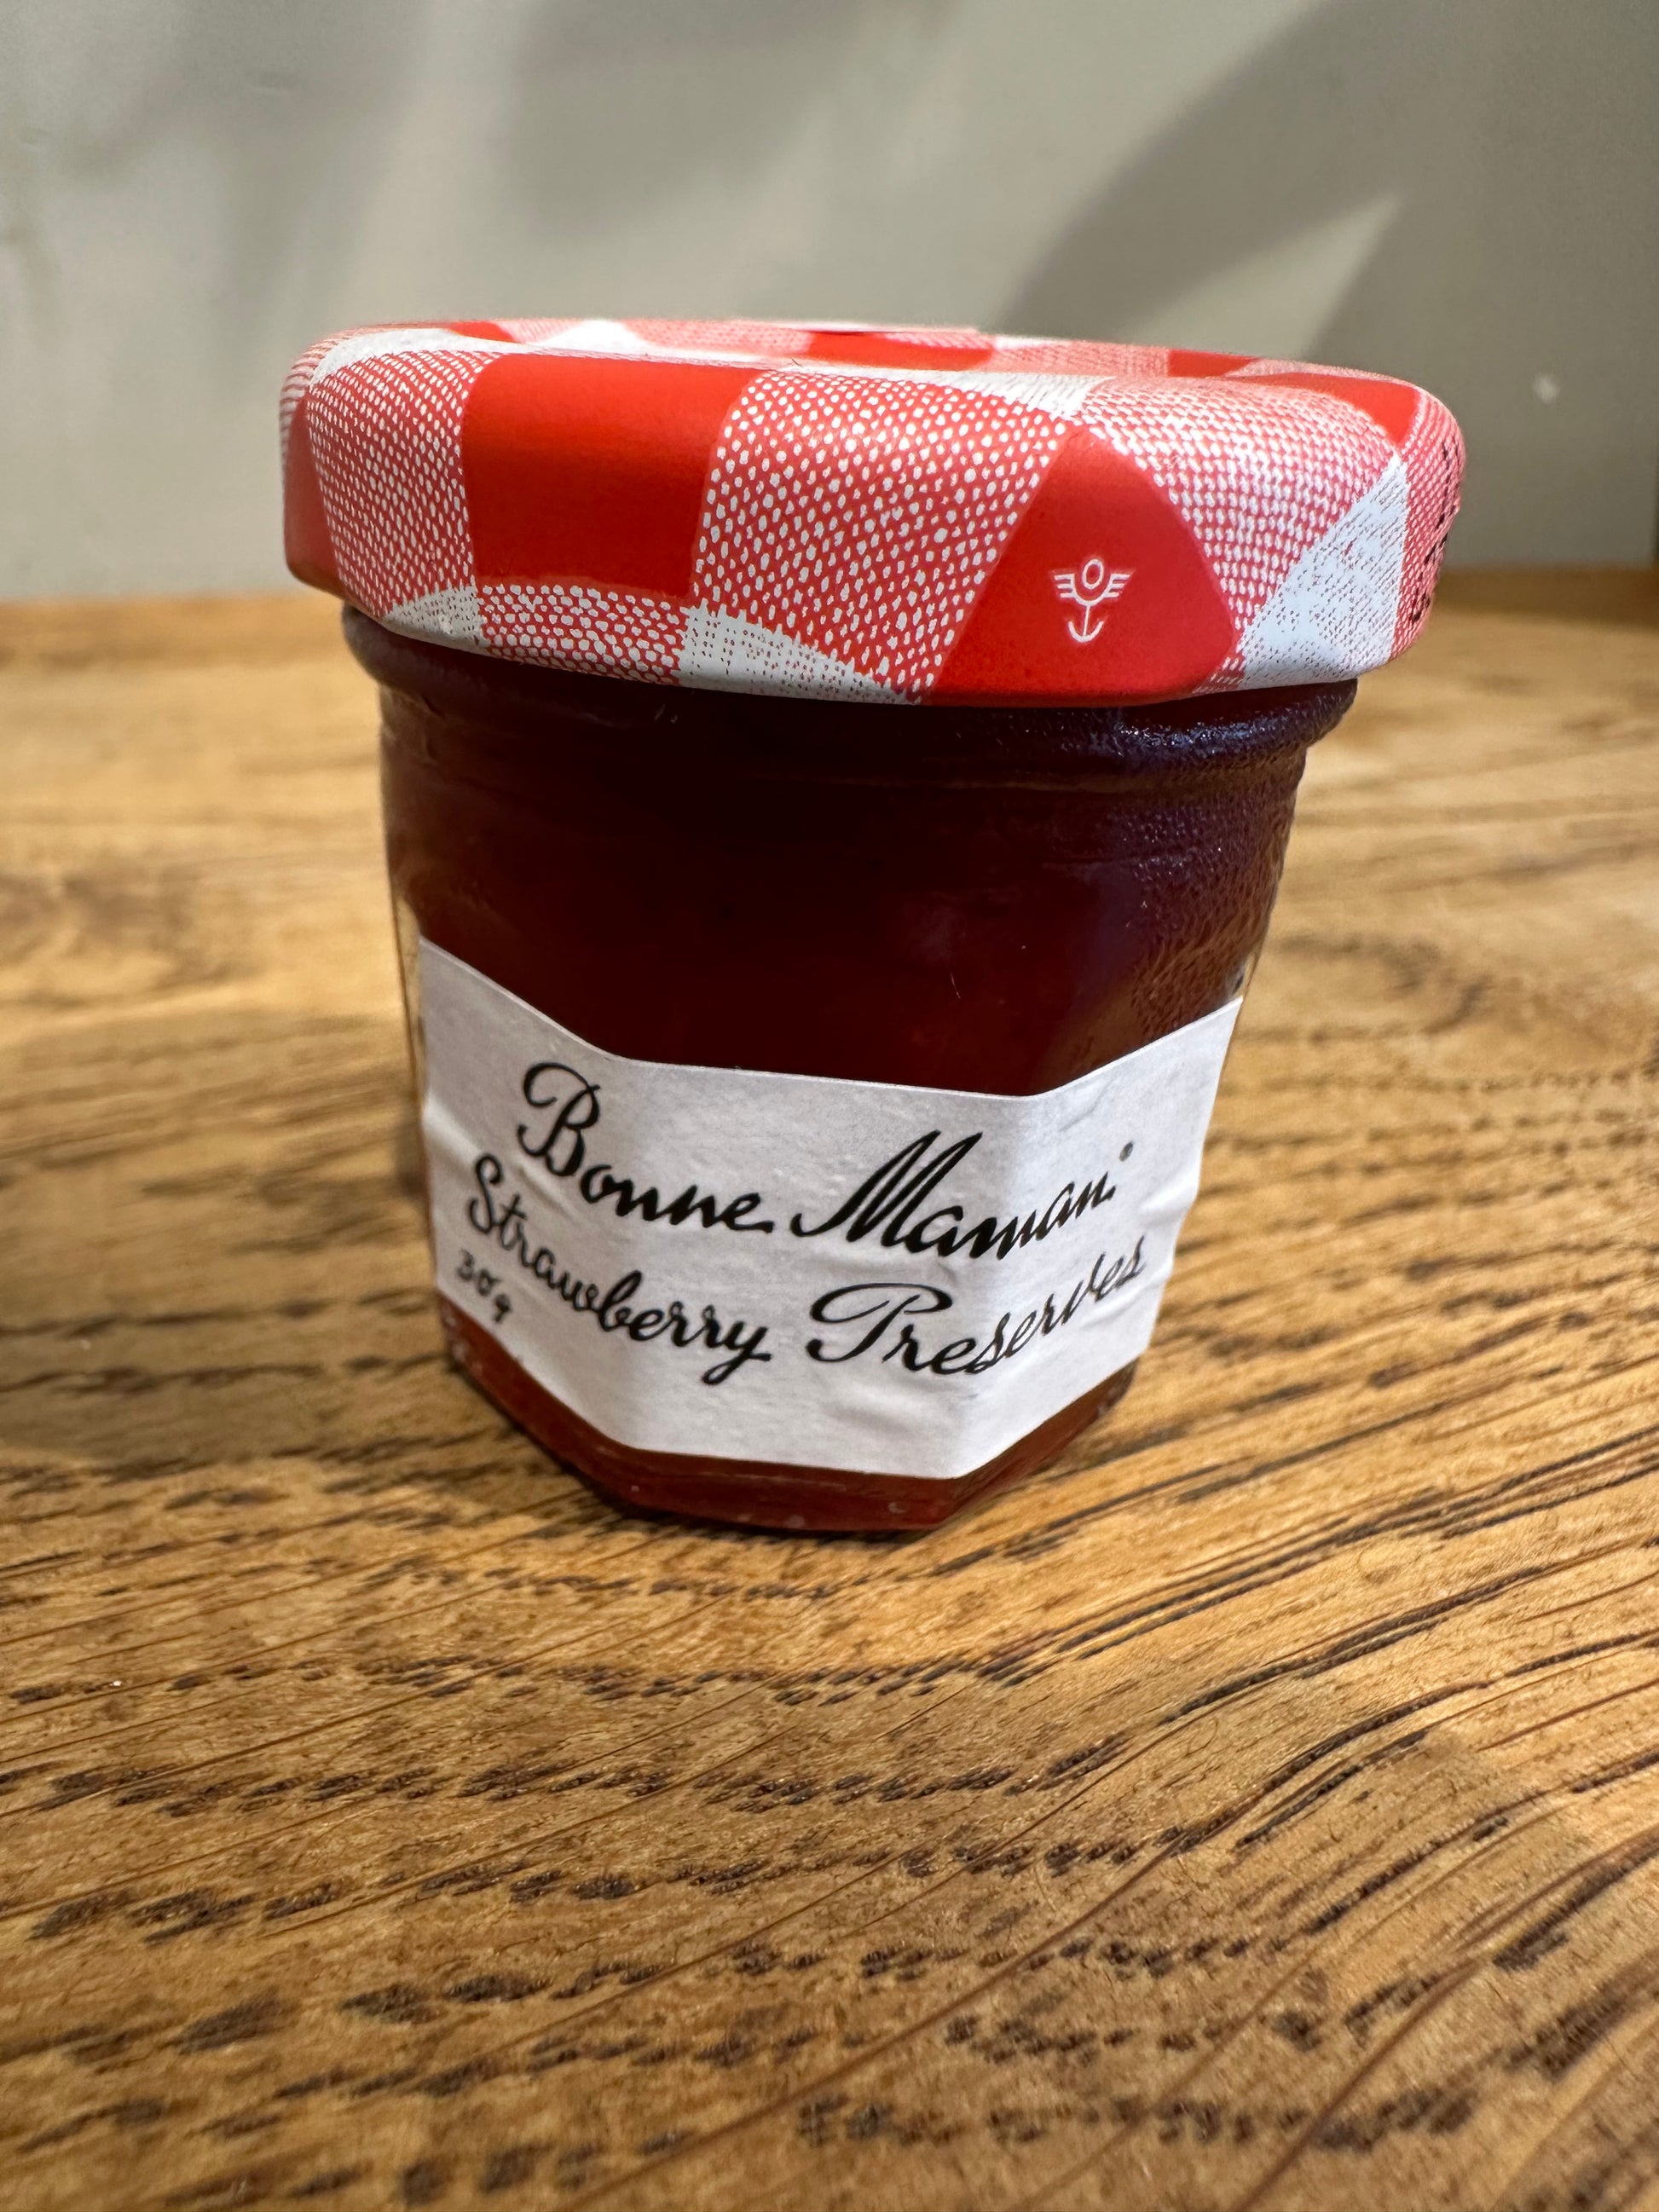 Bonne Maman®
Strawberry Preserves
30g